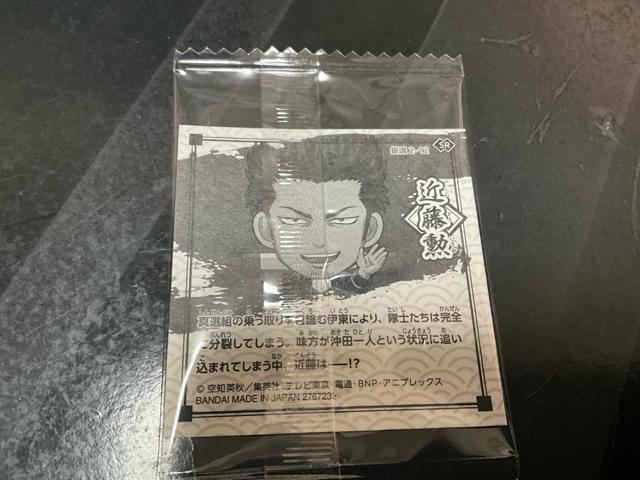 銀魂2-12 SR
近藤勲
真選組の乗っ取りを目論む伊東により、隊士たちは完全
に分裂してしまう。味方が沖田一人という状況に追い
込まれてしまう中、近藤は――!?
© 空知英秋/集英社・テレビ東京・電通・BNP・アニプレックス
BANDAI MADE IN JAPAN